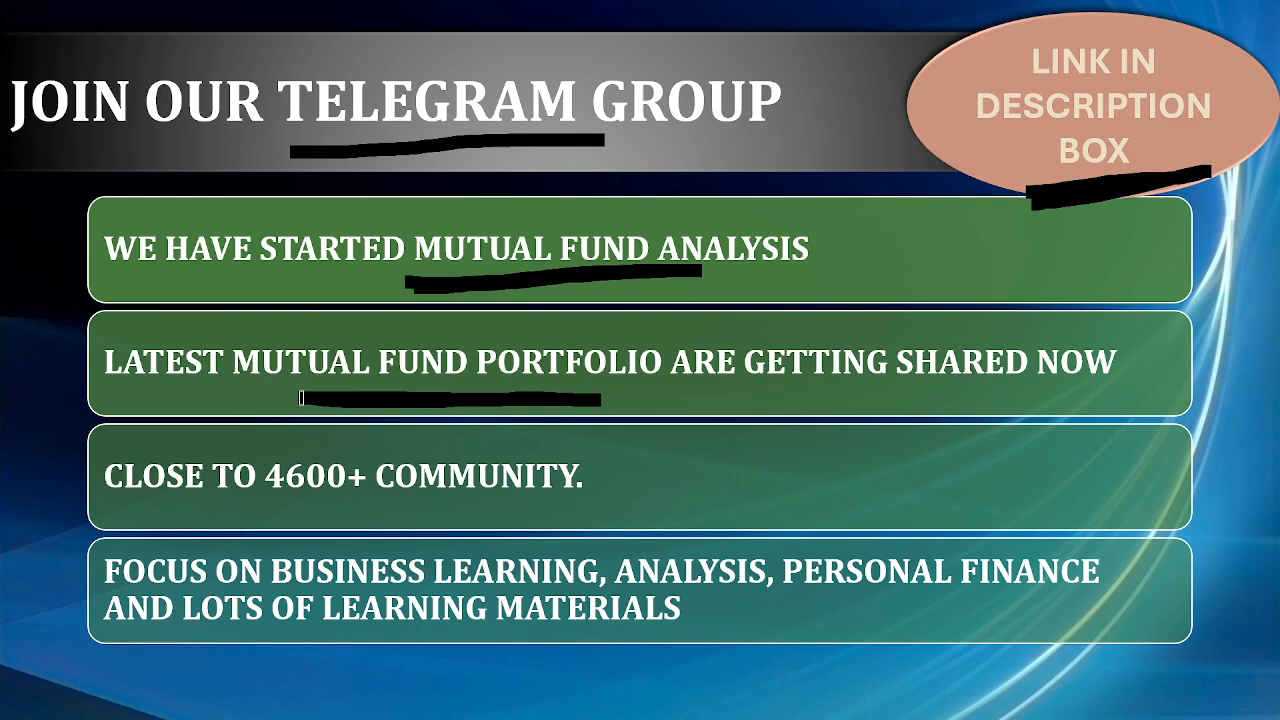 JOIN OUR TELEGRAM GROUP
LINK IN
DESCRIPTION
BOX
WE HAVE STARTED MUTUAL FUND ANALYSIS
LATEST MUTUAL FUND PORTFOLIO ARE GETTING SHARED NOW
CLOSE TO 4600+ COMMUNITY.
FOCUS ON BUSINESS LEARNING, ANALYSIS, PERSONAL FINANCE
AND LOTS OF LEARNING MATERIALS